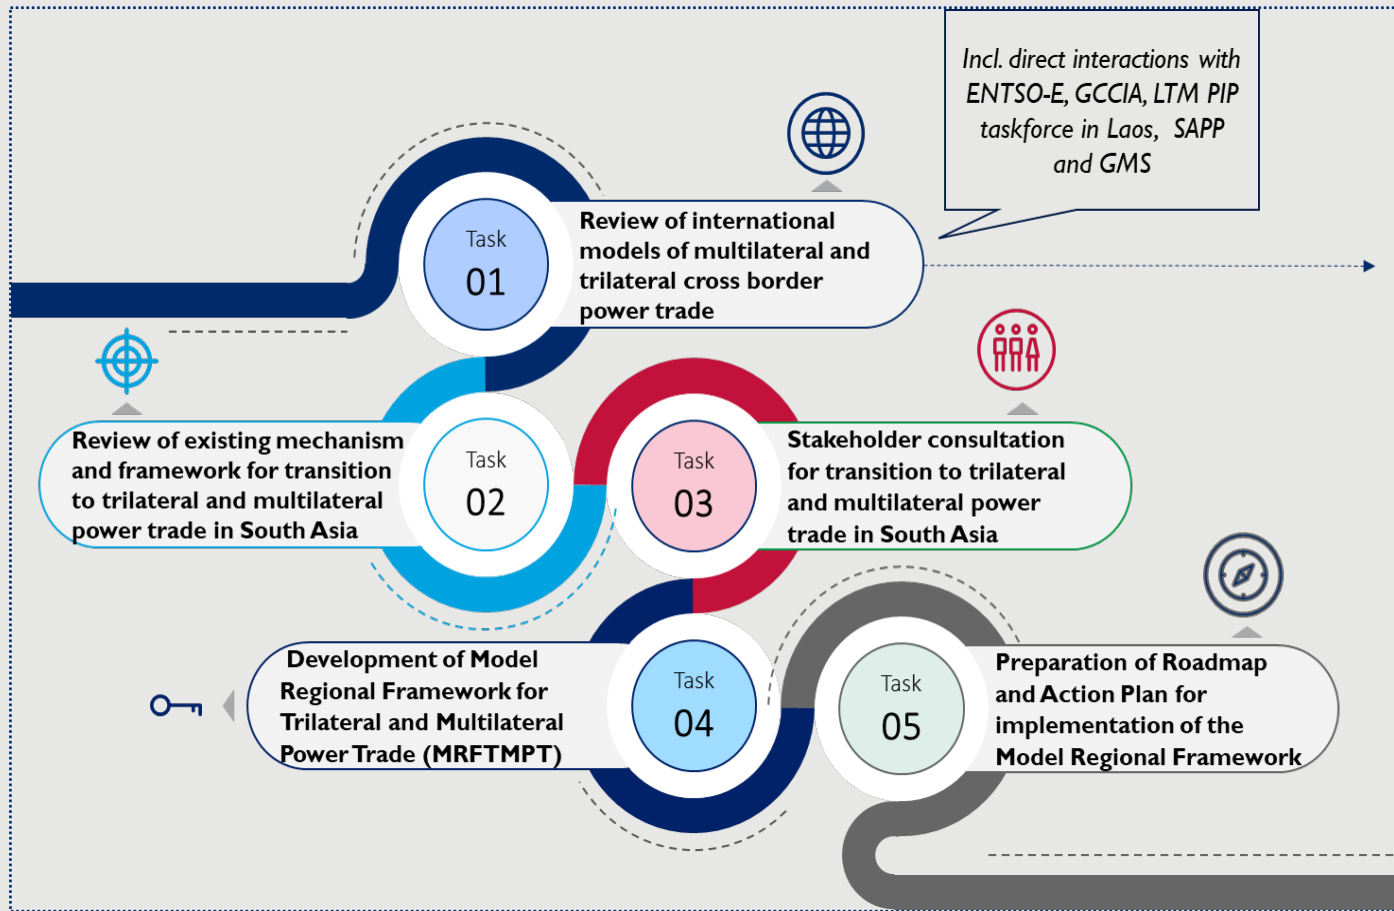 Incl. direct interactions with
ENTSO-E, GCCIA, LTM PIP
taskforce in Laos, SAPP
and GMS
Task
01
Review of international
models of multilateral and
trilateral cross border
power trade
Task
02
Review of existing mechanism
and framework for transition
to trilateral and multilateral
power trade in South Asia
Task
03
Stakeholder consultation
for transition to trilateral
and multilateral power
trade in South Asia
Task
04
Development of Model
Regional Framework for
Trilateral and Multilateral
Power Trade (MRFTMPT)
Task
05
Preparation of Roadmap
and Action Plan for
implementation of the
Model Regional Framework